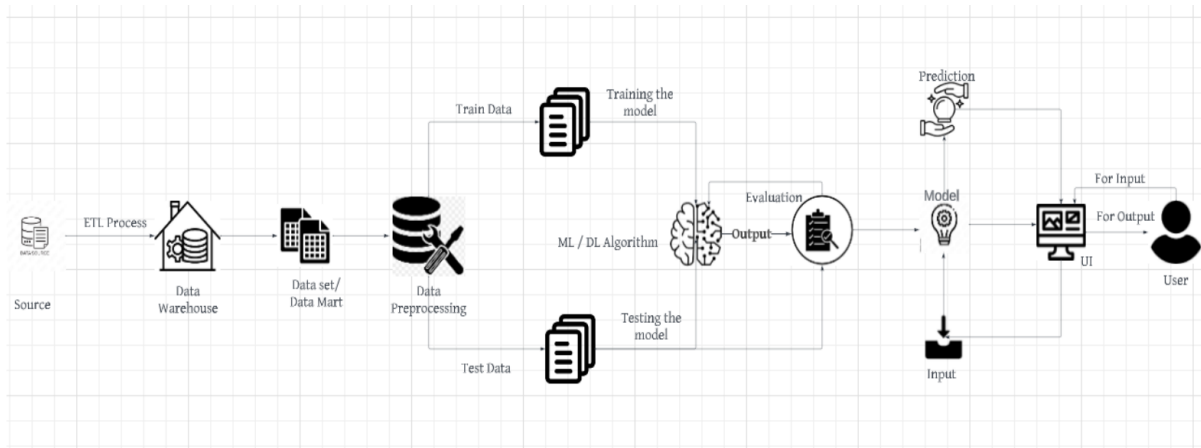 Prediction
Train Data
Training the
model
ETL Process
Evaluation
Model
For Input
For Output
ML / DL Algorithm
Output
UI
User
Source
Data
Warehouse
Data set/
Data Mart
Data
Preprocessing
Testing the
model
Test Data
Input